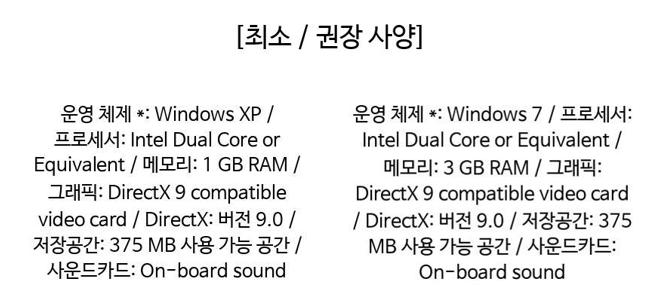 [최소 / 권장 사양]
운영 체제 *: Windows XP /
프로세서: Intel Dual Core or
Equivalent / 메모리: 1 GB RAM /
그래픽: DirectX 9 compatible
video card / DirectX: 버전 9.0 /
저장공간: 375 MB 사용 가능 공간 /
사운드카드: On-board sound
운영 체제 *: Windows 7 / 프로세서:
Intel Dual Core or Equivalent /
메모리: 3 GB RAM / 그래픽:
DirectX 9 compatible video card
/ DirectX: 버전 9.0 / 저장공간: 375
MB 사용 가능 공간 / 사운드카드:
On-board sound